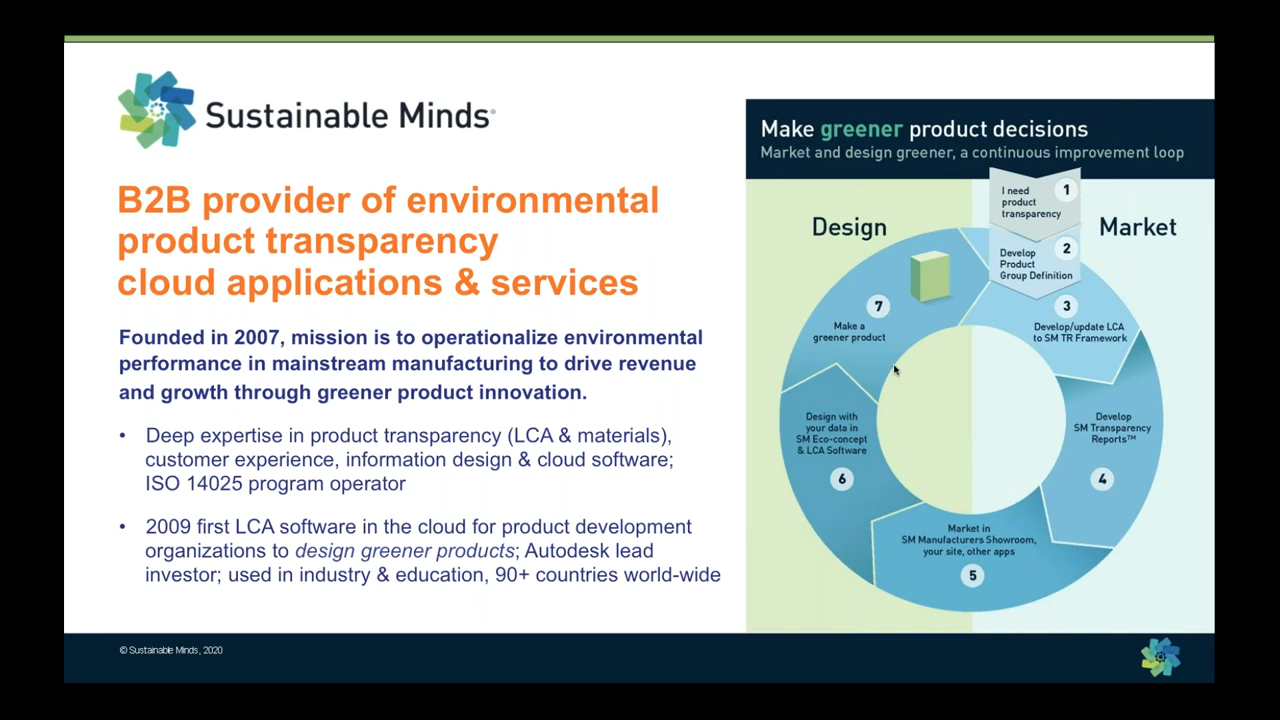 Sustainable Minds®
B2B provider of environmental
product transparency
cloud applications & services
Founded in 2007, mission is to operationalize environmental
performance in mainstream manufacturing to drive revenue
and growth through greener product innovation.
• Deep expertise in product transparency (LCA & materials),
customer experience, information design & cloud software;
ISO 14025 program operator
• 2009 first LCA software in the cloud for product development
organizations to design greener products; Autodesk lead
investor; used in industry & education, 90+ countries world-wide
Make greener product decisions
Market and design greener, a continuous improvement loop
Design
Market
1
I need
product
transparency
2
Develop
Product
Group Definition
3
Develop/update LCA
to SM TR Framework
Develop
SM Transparency
Reports™
4
Market in
SM Manufacturers Showroom,
your site, other apps
5
Design with
your data in
SM Eco-concept
& LCA Software
6
7
Make a
greener product
© Sustainable Minds, 2020